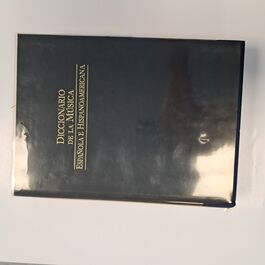 DICCIONARIO
DE LA MÚSICA
ESPAÑOLA E HISPANOAMERICANA